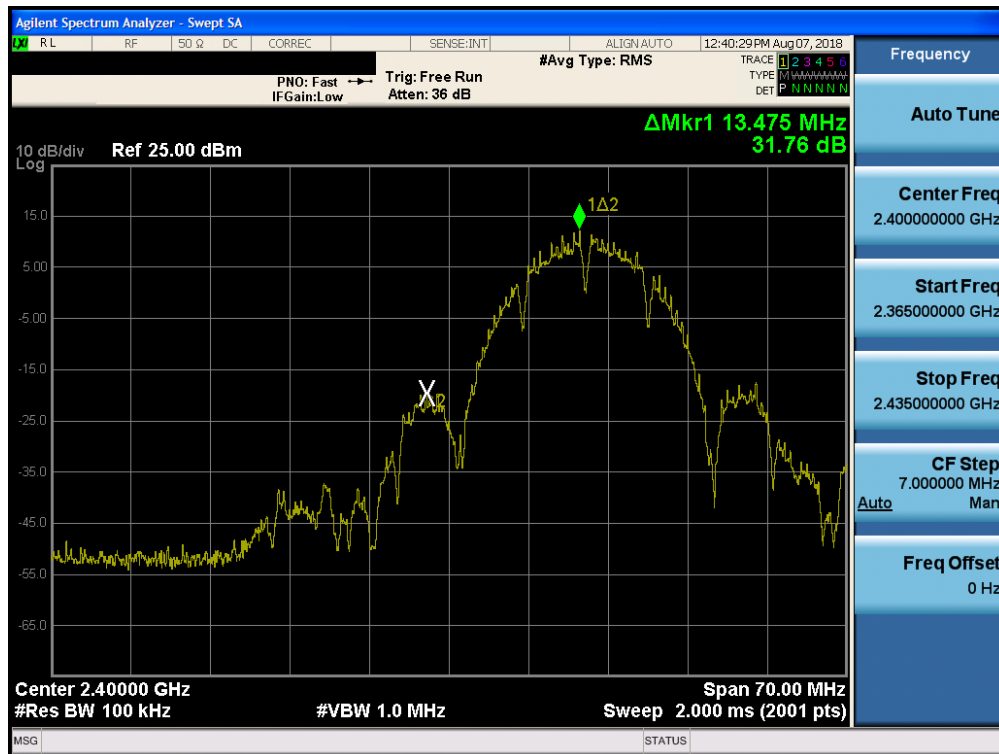 Agilent Spectrum Analyzer - Swept SA
LXI RL RF 50 Ω DC CORREC SENSE:INT ALIGN AUTO 12:40:29 PM Aug 07, 2018
Frequency
PNO: Fast
IFGain:Low
Trig: Free Run
Atten: 36 dB
#Avg Type: RMS
TRACE 1 2 3 4 5 6
TYPE M
DET P N N N N N
Auto Tune
ΔMkr1 13.475 MHz
31.76 dB
10 dB/div
Log
Ref 25.00 dBm
15.0
5.00
-5.00
-15.0
-25.0
-35.0
-45.0
-55.0
-65.0
1Δ2
X2
Center Freq
2.400000000 GHz
Start Freq
2.365000000 GHz
Stop Freq
2.435000000 GHz
CF Step
7.000000 MHz
Auto Man
Freq Offset
0 Hz
Center 2.40000 GHz
Span 70.00 MHz
#Res BW 100 kHz
#VBW 1.0 MHz
Sweep 2.000 ms (2001 pts)
MSG
STATUS